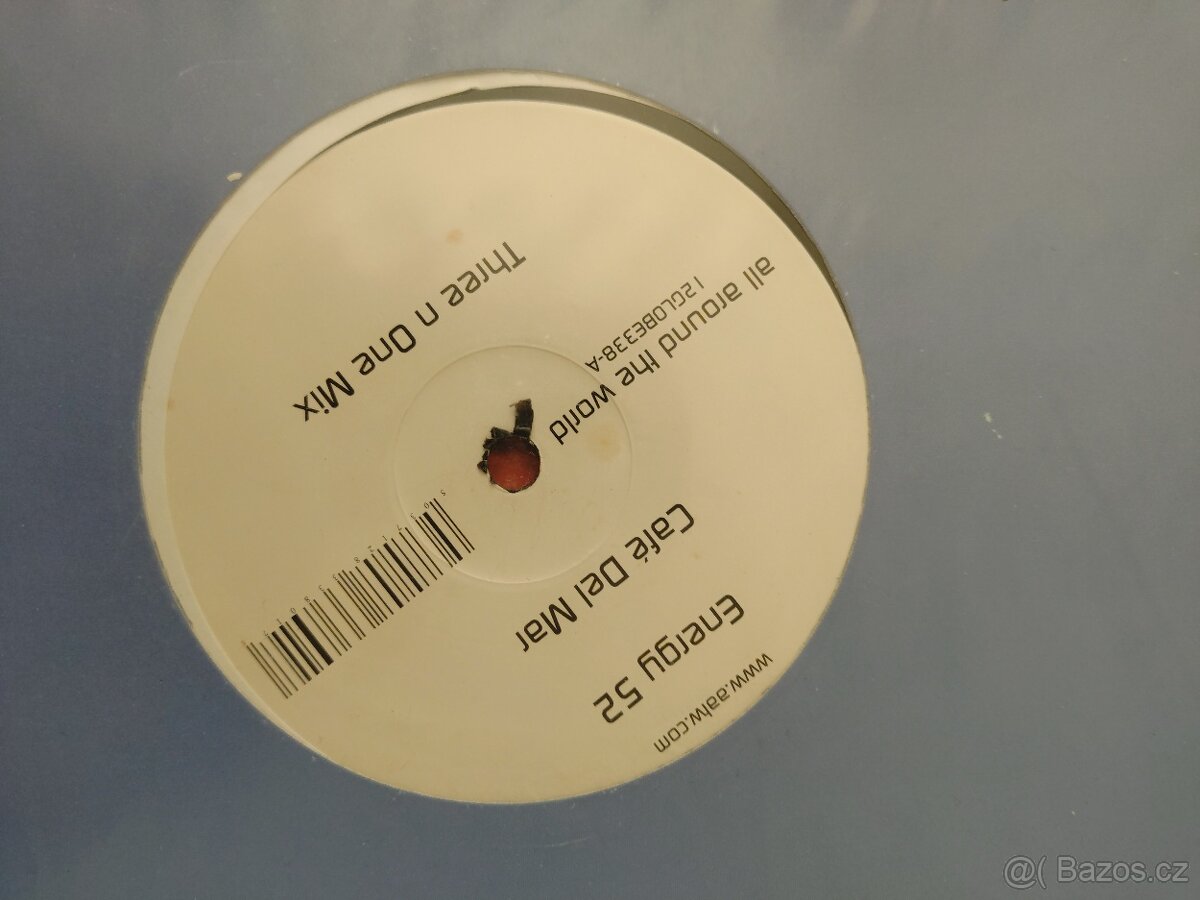 www.aatw.com
Energy 52
Café Del Mar
all around the world
12GLOBE338-A
Three n One Mix
@( Bazos.cz